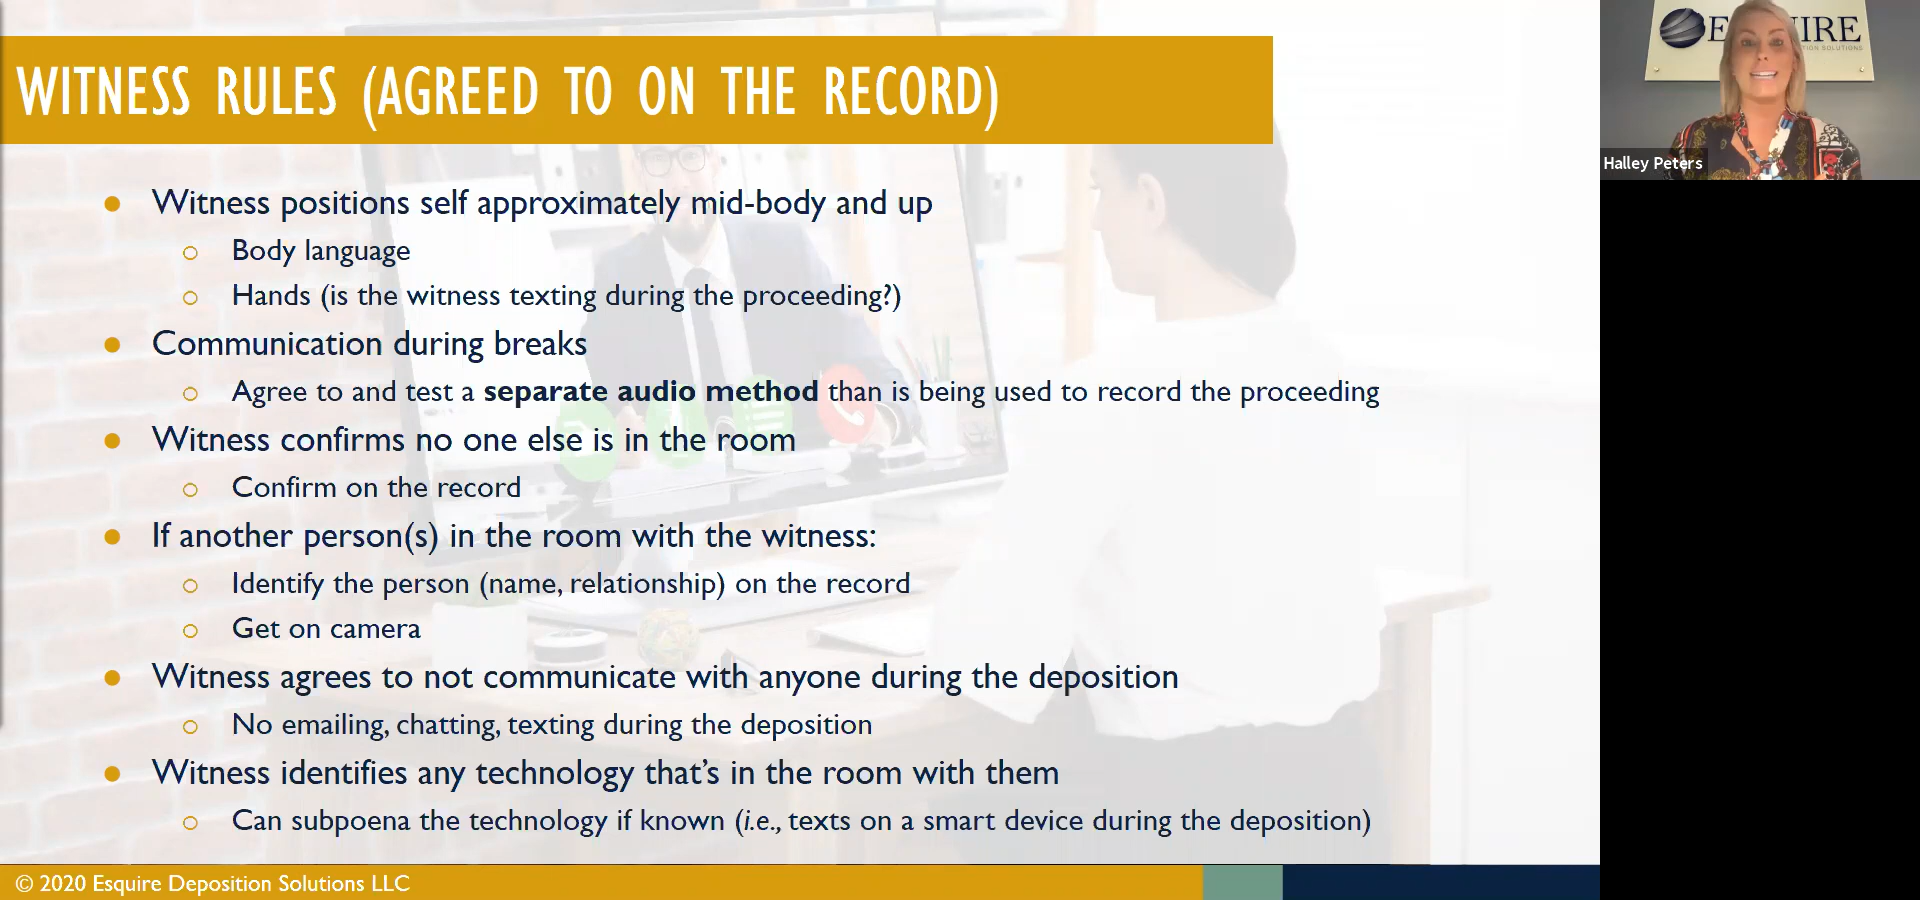 WITNESS RULES (AGREED TO ON THE RECORD)
Witness positions self approximately mid-body and up
Body language
Hands (is the witness texting during the proceeding?)
Communication during breaks
Agree to and test a separate audio method than is being used to record the proceeding
Witness confirms no one else is in the room
Confirm on the record
If another person(s) in the room with the witness:
Identify the person (name, relationship) on the record
Get on camera
Witness agrees to not communicate with anyone during the deposition
No emailing, chatting, texting during the deposition
Witness identifies any technology that’s in the room with them
Can subpoena the technology if known (i.e., texts on a smart device during the deposition)
© 2020 Esquire Deposition Solutions LLC
Halley Peters